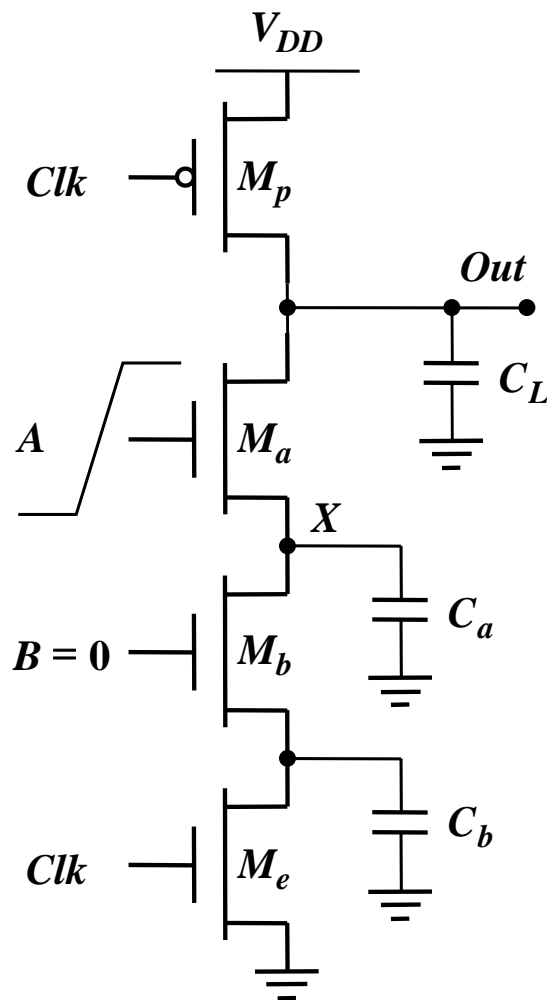 V_DD
Clk
M_p
Out
C_L
A
M_a
X
C_a
B = 0
M_b
C_b
Clk
M_e